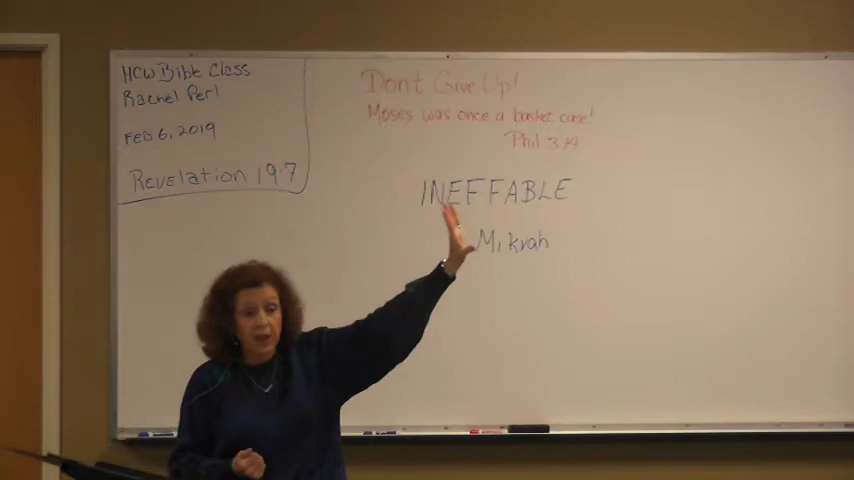 HCW Bible Class
Rachel Perl
Feb 6, 2019
Revelation 19:7
Dont Give Up!
Moses was once a basket case!
Phil 3:14
INEFFABLE
Mikvah